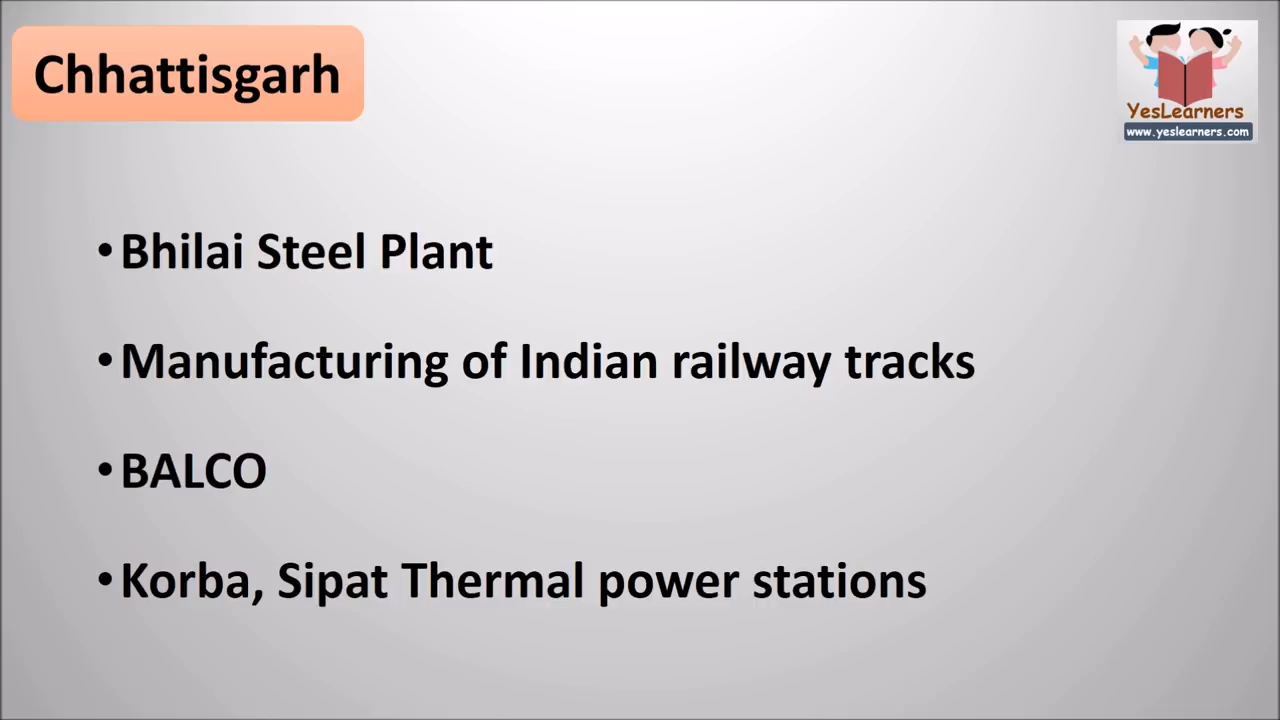 Chhattisgarh
YesLearners
www.yeslearners.com
•Bhilai Steel Plant
•Manufacturing of Indian railway tracks
•BALCO
•Korba, Sipat Thermal power stations